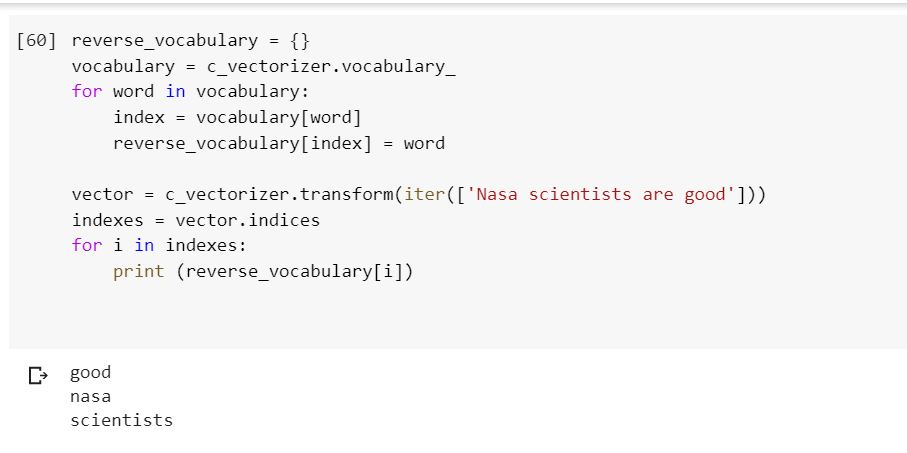 [60] reverse_vocabulary = {}
vocabulary = c_vectorizer.vocabulary_
for word in vocabulary:
    index = vocabulary[word]
    reverse_vocabulary[index] = word

vector = c_vectorizer.transform(iter(['Nasa scientists are good']))
indexes = vector.indices
for i in indexes:
    print (reverse_vocabulary[i])

good
nasa
scientists